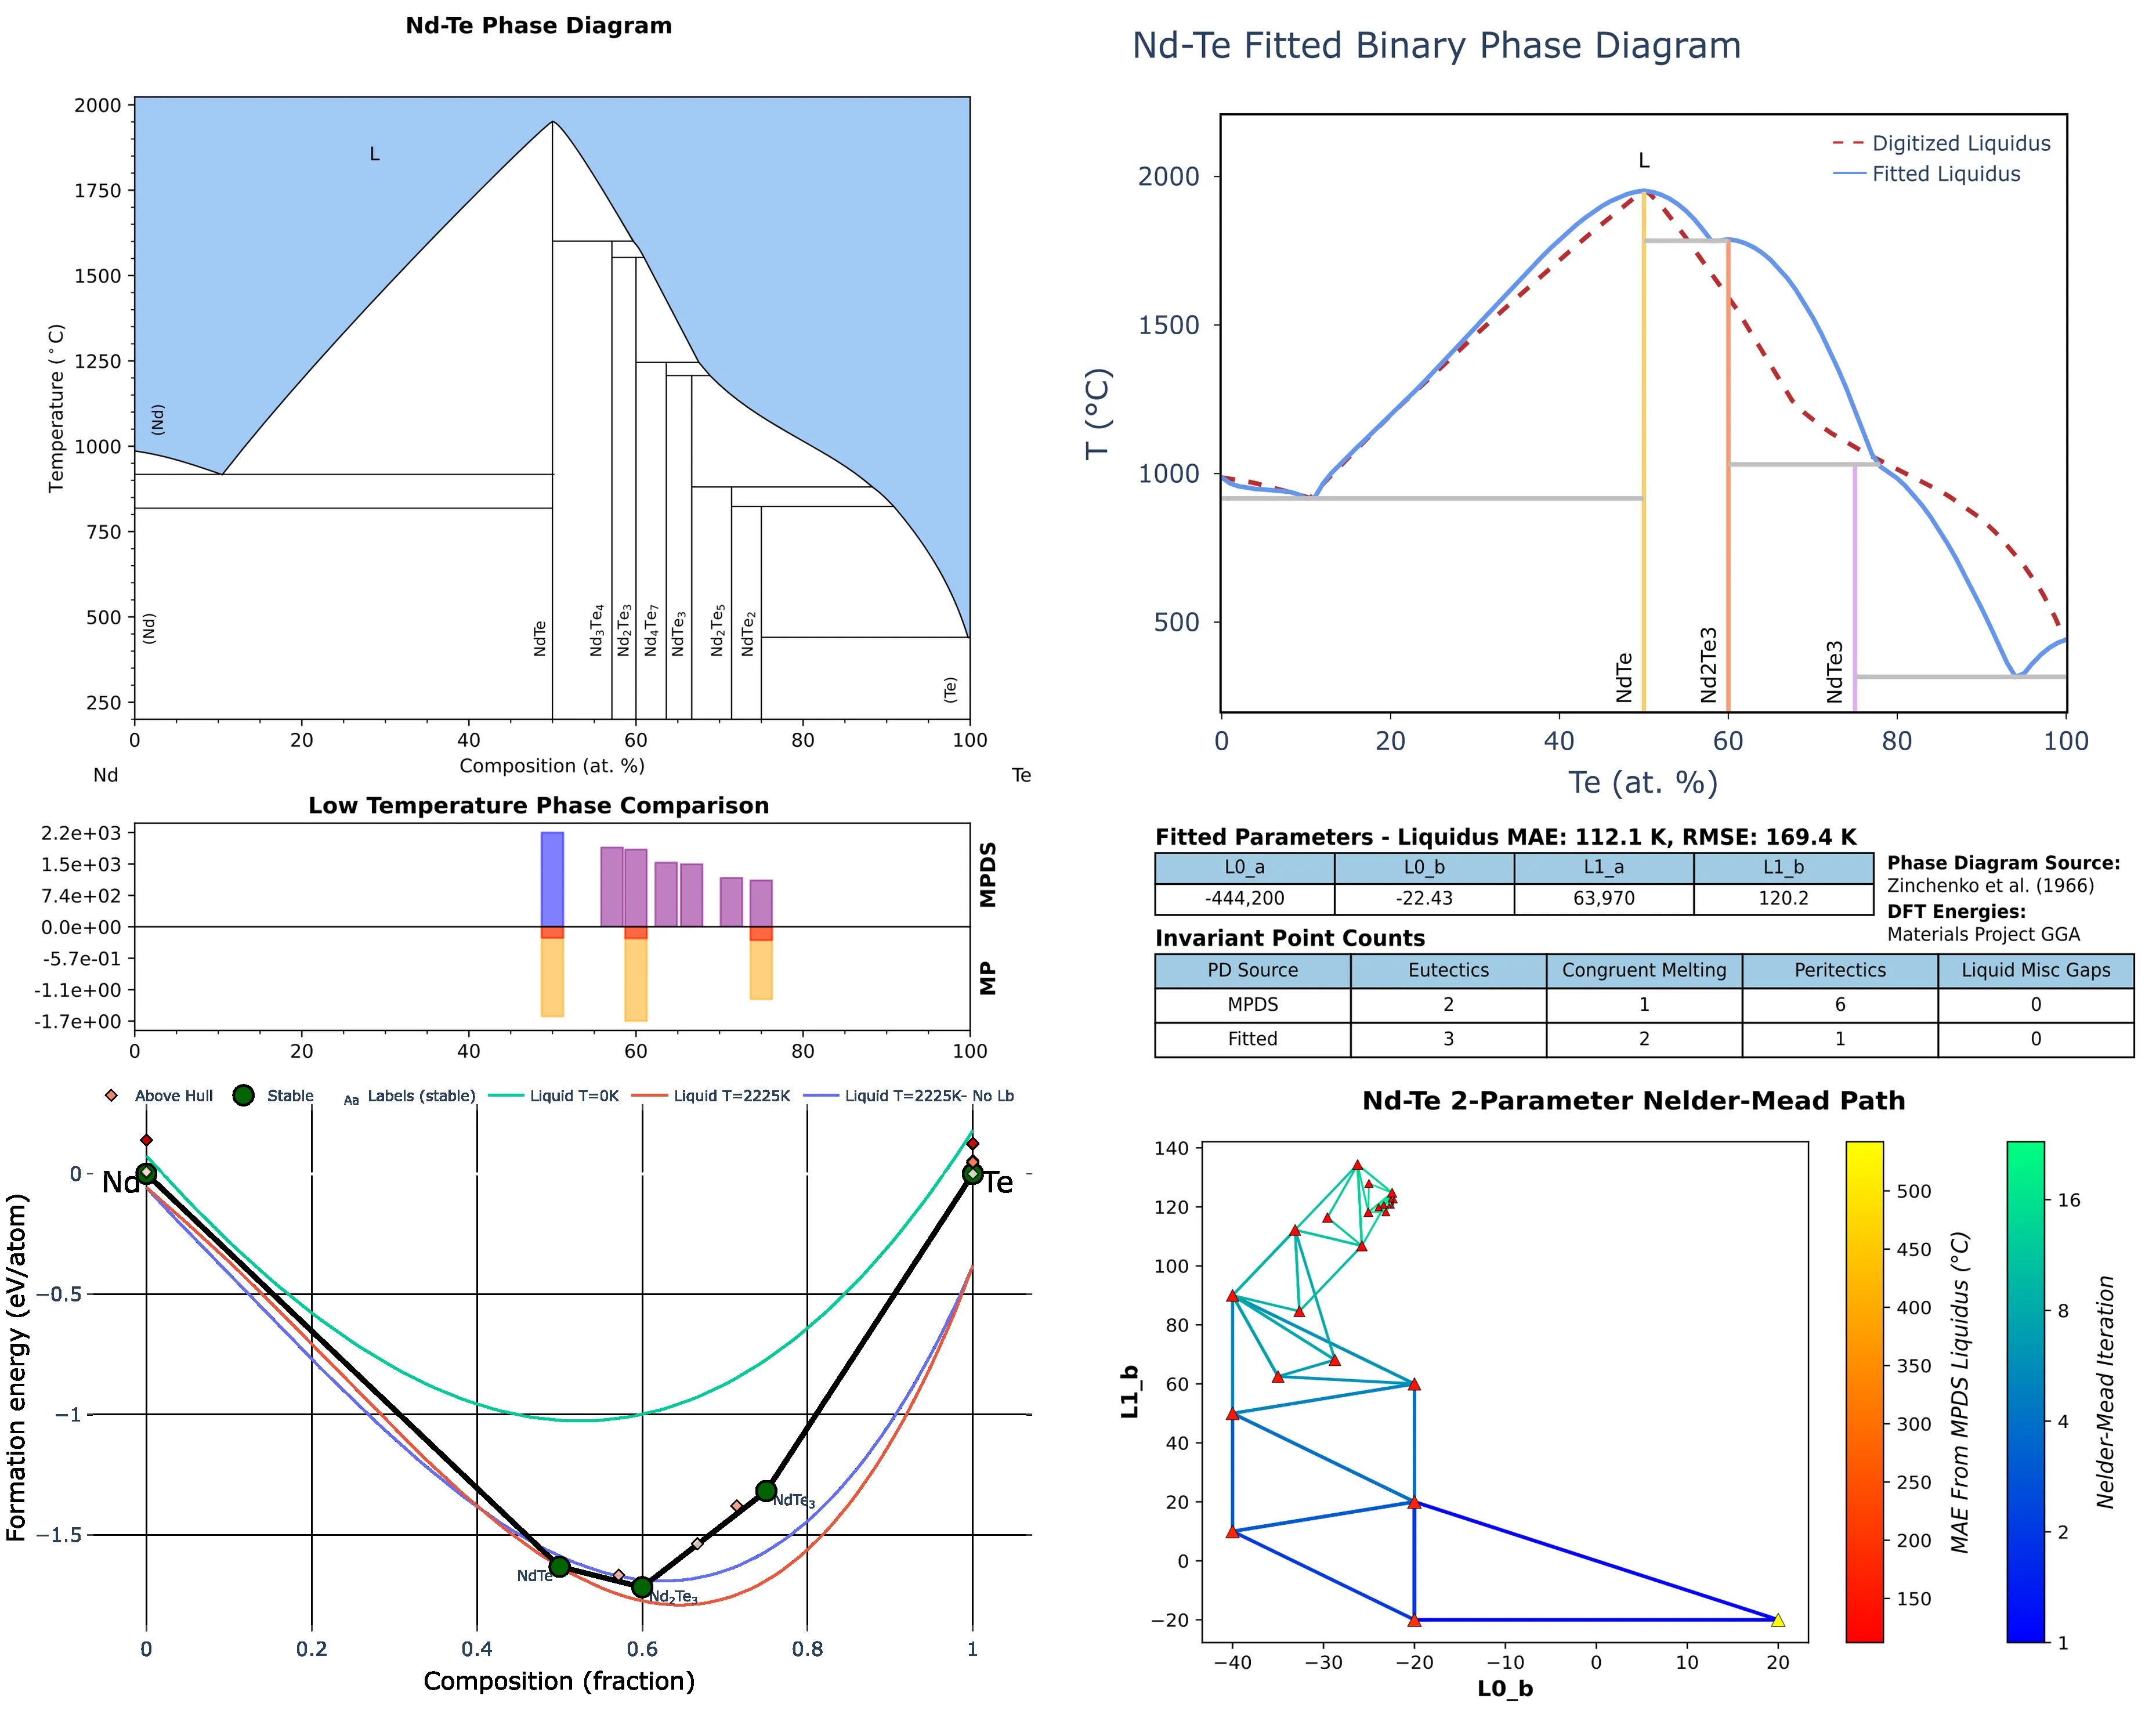 Nd-Te Phase Diagram
2000
1750
1500
1250
1000
750
500
250
Temperature (°C)
L
(Nd)
(Nd)
NdTe
Nd₃Te₄
Nd₂Te₃
Nd₄Te₇
NdTe₃
Nd₂Te₅
NdTe₂
(Te)
0 20 40 60 80 100
Composition (at. %)
Nd Te
Nd-Te Fitted Binary Phase Diagram
Digitized Liquidus
Fitted Liquidus
L
2000
1500
1000
500
T (°C)
NdTe
Nd2Te3
NdTe3
0 20 40 60 80 100
Te (at. %)
Low Temperature Phase Comparison
2.2e+03
1.5e+03
7.4e+02
0.0e+00
-5.7e-01
-1.1e+00
-1.7e+00
MPDS
MP
0 20 40 60 80 100
Fitted Parameters - Liquidus MAE: 112.1 K, RMSE: 169.4 K
L0_a L0_b L1_a L1_b
-444,200 -22.43 63,970 120.2
Phase Diagram Source:
Zinchenko et al. (1966)
DFT Energies:
Materials Project GGA
Invariant Point Counts
PD Source Eutectics Congruent Melting Peritectics Liquid Misc Gaps
MPDS 2 1 6 0
Fitted 3 2 1 0
Above Hull Stable Aa Labels (stable) Liquid T=0K Liquid T=2225K Liquid T=2225K- No Lb
0
−0.5
−1
−1.5
Formation energy (eV/atom)
Nd
Te
NdTe
Nd₂Te₃
NdTe₃
0 0.2 0.4 0.6 0.8 1
Composition (fraction)
Nd-Te 2-Parameter Nelder-Mead Path
140
120
100
80
60
40
20
0
−20
L1_b
−40 −30 −20 −10 0 10 20
L0_b
500
450
400
350
300
250
200
150
MAE From MPDS Liquidus (°C)
16
8
4
2
1
Nelder-Mead Iteration